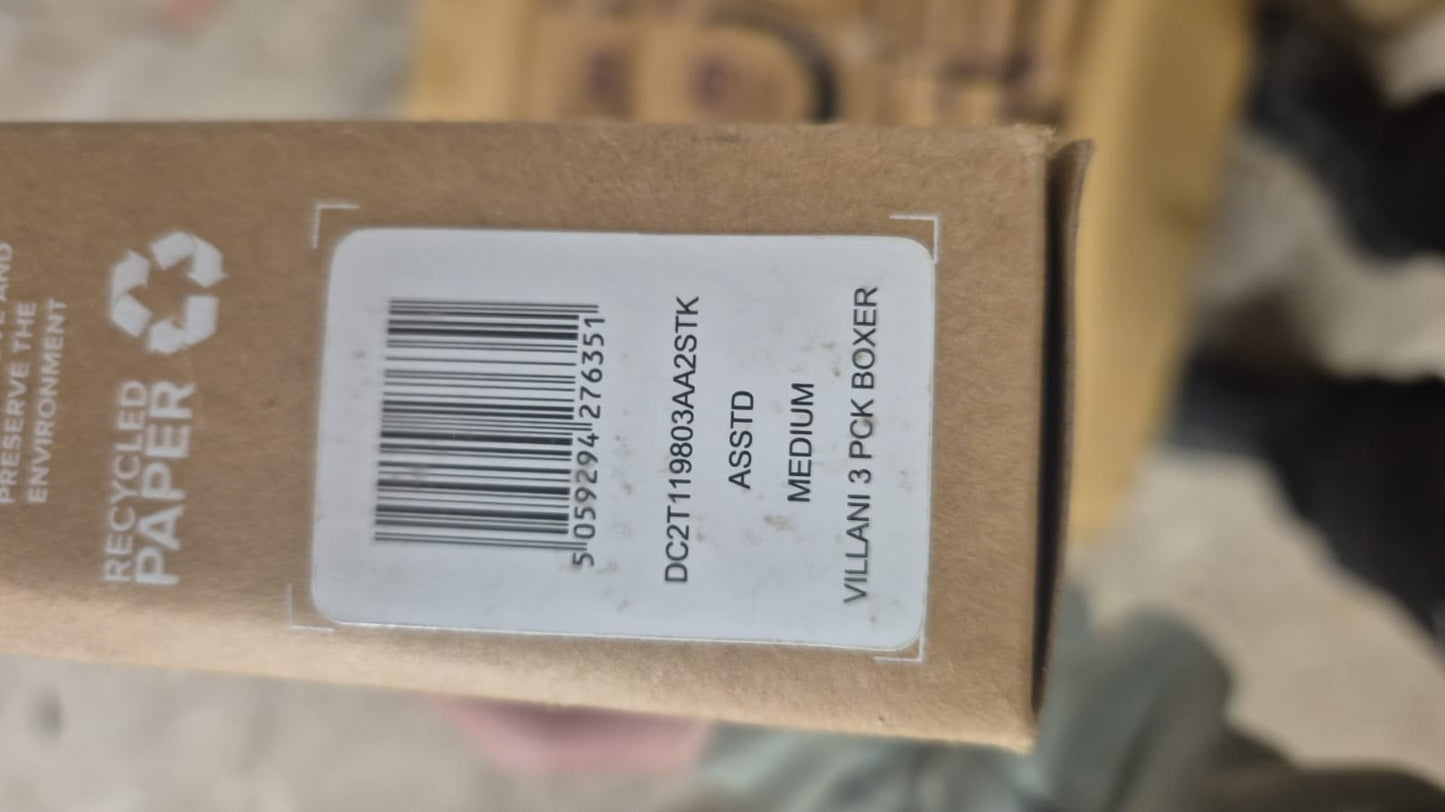 PRESERVE THE
ENVIRONMENT
RECYCLED
PAPER
5 059294 276351
DC2T119803AA2STK
ASSTD
MEDIUM
VILLANI 3 PCK BOXER